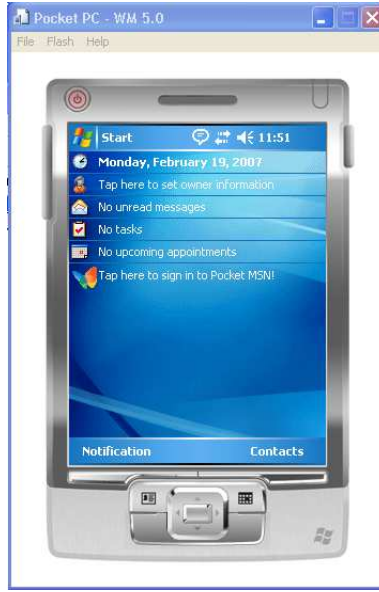 Pocket PC - WM 5.0
File Flash Help
Start 11:51
Monday, February 19, 2007
Tap here to set owner information
No unread messages
No tasks
No upcoming appointments
Tap here to sign in to Pocket MSN!
Notification Contacts